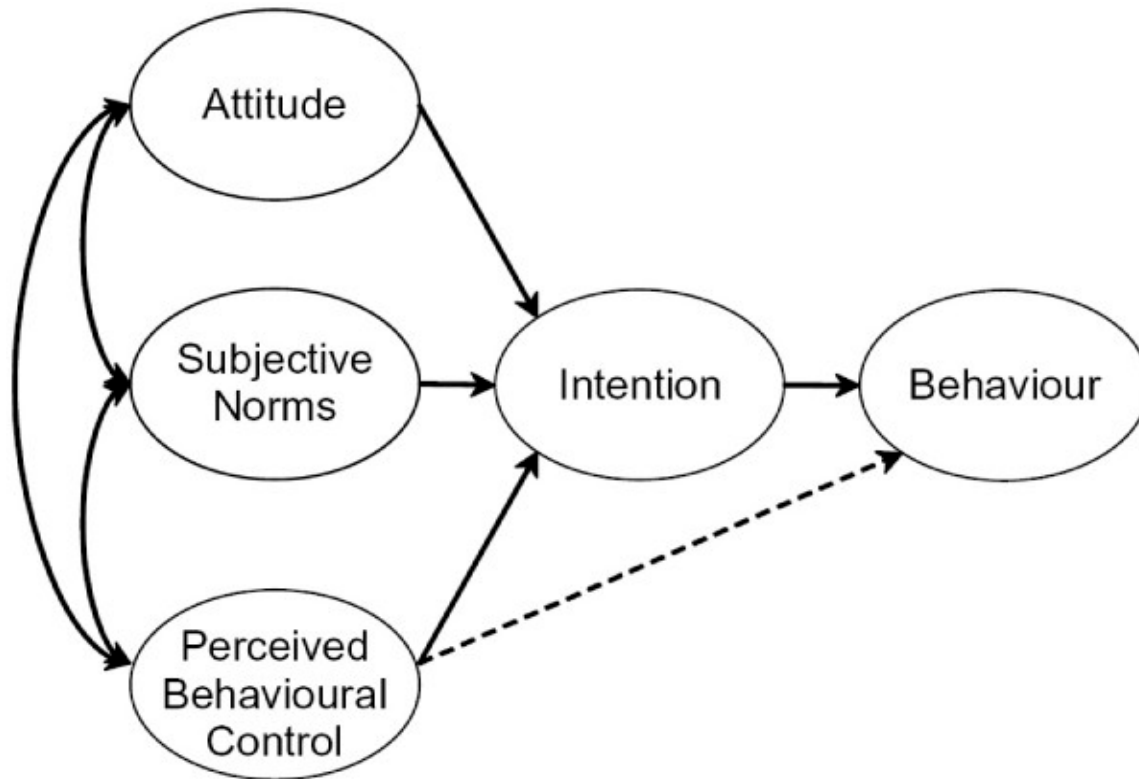 Attitude
Subjective
Norms
Intention
Behaviour
Perceived
Behavioural
Control